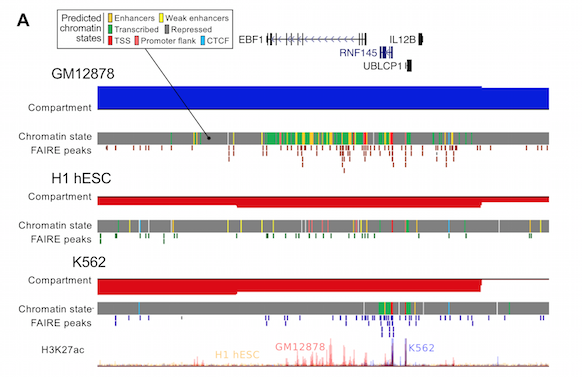 A
Predicted chromatin states
Enhancers Weak enhancers
Transcribed Repressed
TSS Promoter flank CTCF
EBF1 IL12B
RNF145
UBLCP1
GM12878
Compartment
Chromatin state
FAIRE peaks
H1 hESC
Compartment
Chromatin state
FAIRE peaks
K562
Compartment
Chromatin state
FAIRE peaks
H3K27ac H1 hESC GM12878 K562